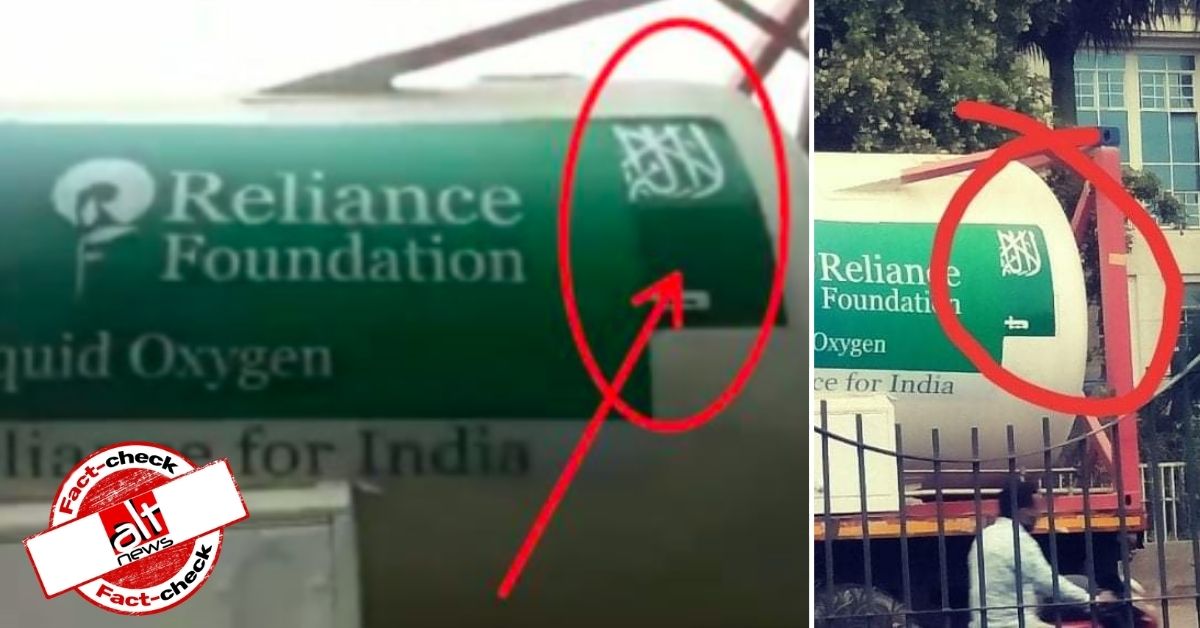 Reliance
Foundation
quid Oxygen
liance for India
Fact-check
alt
news
Fact-check
Reliance
Foundation
Oxygen
ce for India